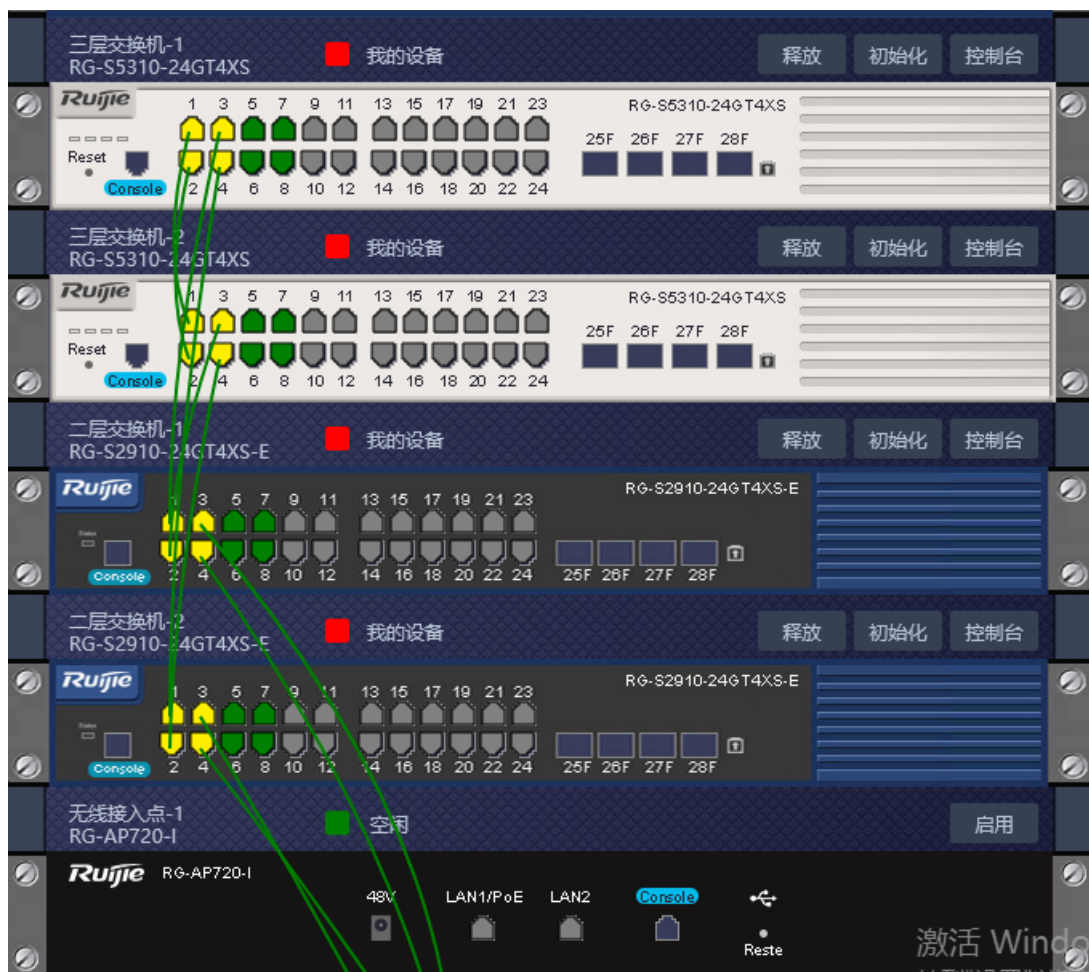 三层交换机-1
RG-S5310-24GT4XS
我的设备
释放 初始化 控制台
Ruijie
1 3 5 7 9 11 13 15 17 19 21 23
RG-S5310-24GT4XS
25F 26F 27F 28F
Reset
Console
2 4 6 8 10 12 14 16 18 20 22 24
三层交换机-2
RG-S5310-24GT4XS
我的设备
释放 初始化 控制台
Ruijie
1 3 5 7 9 11 13 15 17 19 21 23
RG-S5310-24GT4XS
25F 26F 27F 28F
Reset
Console
2 4 6 8 10 12 14 16 18 20 22 24
二层交换机-1
RG-S2910-24GT4XS-E
我的设备
释放 初始化 控制台
Ruijie
1 3 5 7 9 11 13 15 17 19 21 23
RG-S2910-24GT4XS-E
Status
Console
2 4 6 8 10 12 14 16 18 20 22 24
25F 26F 27F 28F
二层交换机-2
RG-S2910-24GT4XS-E
我的设备
释放 初始化 控制台
Ruijie
1 3 5 7 9 11 13 15 17 19 21 23
RG-S2910-24GT4XS-E
Status
Console
2 4 6 8 10 12 14 16 18 20 22 24
25F 26F 27F 28F
无线接入点-1
RG-AP720-I
空闲
启用
Ruijie RG-AP720-I
48V LAN1/PoE LAN2 Console
Reste
激活 Windo